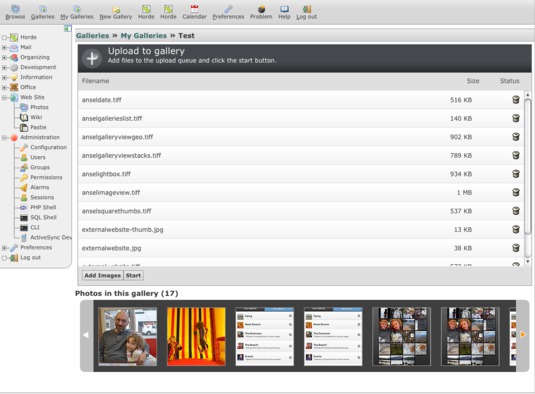 Browse Galleries My Galleries New Gallery Horde Horde Calendar Preferences Problem Help Log out
Horde
Mail
Organizing
Development
Information
Office
Web Site
Photos
Wiki
Pastie
Administration
Configuration
Users
Groups
Permissions
Alarms
Sessions
PHP Shell
SQL Shell
CLI
ActiveSync Dev
Preferences
Log out
Galleries » My Galleries » Test
Upload to gallery
Add files to the upload queue and click the start button.
Filename Size Status
anseldate.tiff 516 KB
anselgallerieslist.tiff 140 KB
anselgalleryviewgeo.tiff 902 KB
anselgalleryviewstacks.tiff 789 KB
anselightbox.tiff 934 KB
anselimageview.tiff 1 MB
anselsquarethumbs.tiff 537 KB
externalwebsite-thumb.jpg 13 KB
externalwebsite.jpg 38 KB
Add Images Start
Photos in this gallery (17)